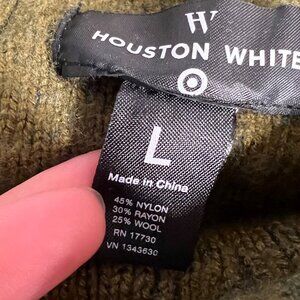 HW
HOUSTON WHITE
L
Made in China
45% NYLON
30% RAYON
25% WOOL
RN 17730
VN 1343630